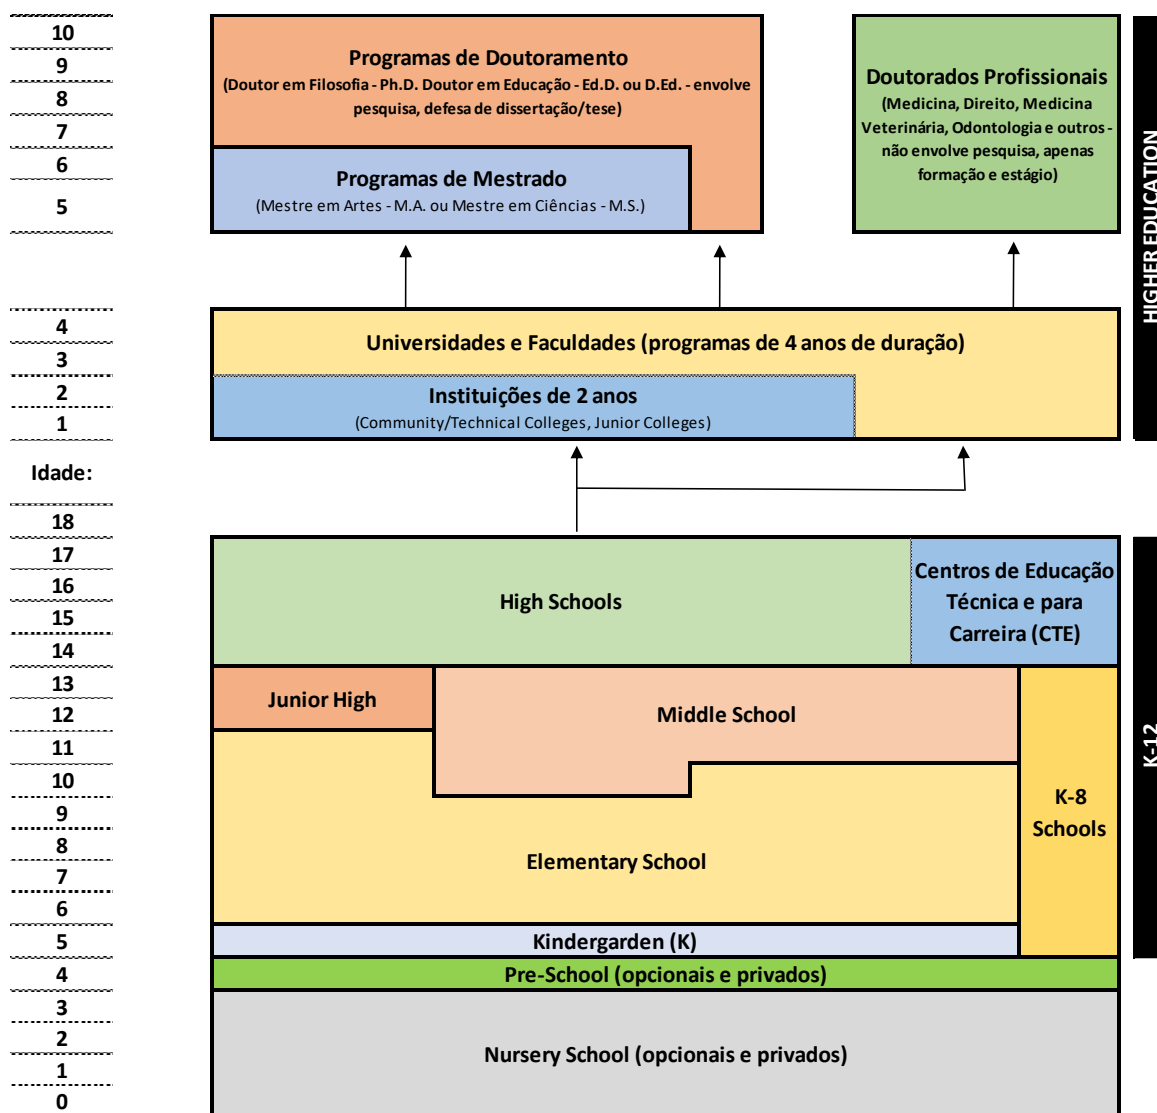 10
9
8
7
6
5
4
3
2
1
Idade:
18
17
16
15
14
13
12
11
10
9
8
7
6
5
4
3
2
1
0
Programas de Doutoramento
(Doutor em Filosofia - Ph.D. Doutor em Educação - Ed.D. ou D.Ed. - envolve
pesquisa, defesa de dissertação/tese)
Programas de Mestrado
(Mestre em Artes - M.A. ou Mestre em Ciências - M.S.)
Doutorados Profissionais
(Medicina, Direito, Medicina
Veterinária, Odontologia e outros -
não envolve pesquisa, apenas
formação e estágio)
Universidades e Faculdades (programas de 4 anos de duração)
Instituições de 2 anos
(Community/Technical Colleges, Junior Colleges)
High Schools
Centros de Educação
Técnica e para
Carreira (CTE)
Junior High
Middle School
K-8
Schools
Elementary School
Kindergarden (K)
Pre-School (opcionais e privados)
Nursery School (opcionais e privados)
HIGHER EDUCATION
K-12